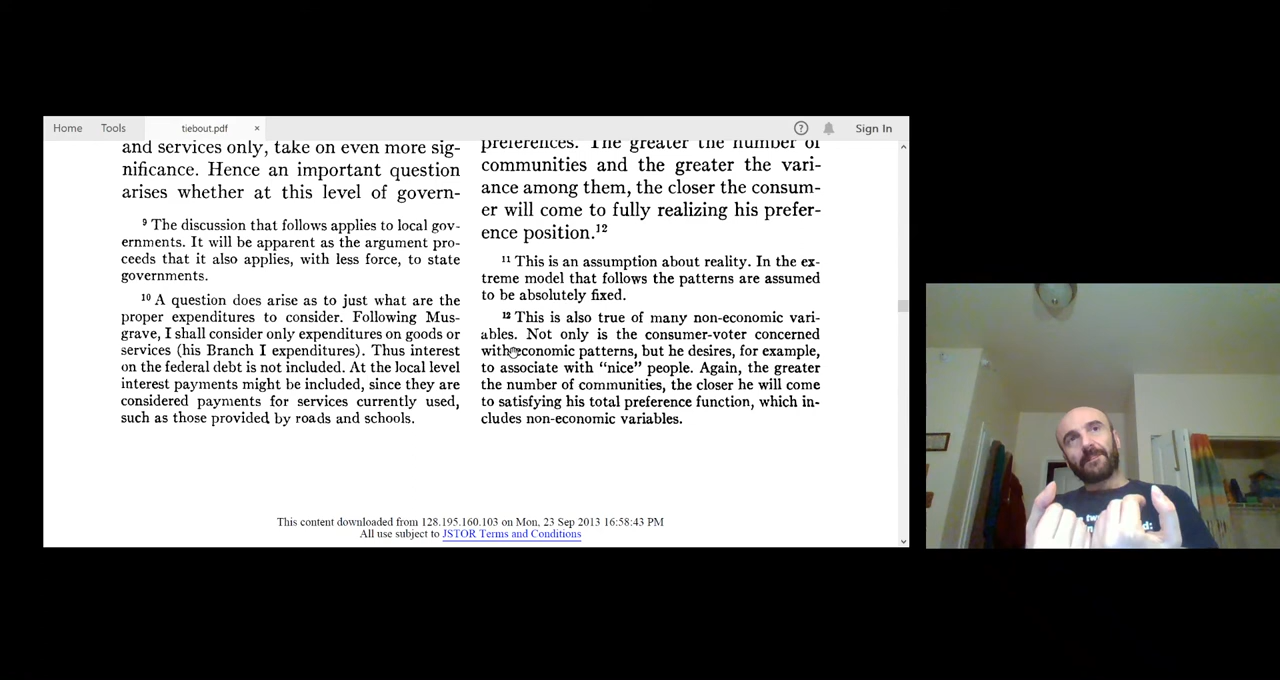 Home Tools tiebout.pdf × ? Sign In
and services only, take on even more sig-
nificance. Hence an important question
arises whether at this level of govern-
9 The discussion that follows applies to local gov-
ernments. It will be apparent as the argument pro-
ceeds that it also applies, with less force, to state
governments.
10 A question does arise as to just what are the
proper expenditures to consider. Following Mus-
grave, I shall consider only expenditures on goods or
services (his Branch I expenditures). Thus interest
on the federal debt is not included. At the local level
interest payments might be included, since they are
considered payments for services currently used,
such as those provided by roads and schools.
preferences. The greater the number of
communities and the greater the vari-
ance among them, the closer the consum-
er will come to fully realizing his prefer-
ence position.12
11 This is an assumption about reality. In the ex-
treme model that follows the patterns are assumed
to be absolutely fixed.
12 This is also true of many non-economic vari-
ables. Not only is the consumer-voter concerned
with economic patterns, but he desires, for example,
to associate with “nice” people. Again, the greater
the number of communities, the closer he will come
to satisfying his total preference function, which in-
cludes non-economic variables.
This content downloaded from 128.195.160.103 on Mon, 23 Sep 2013 16:58:43 PM
All use subject to JSTOR Terms and Conditions